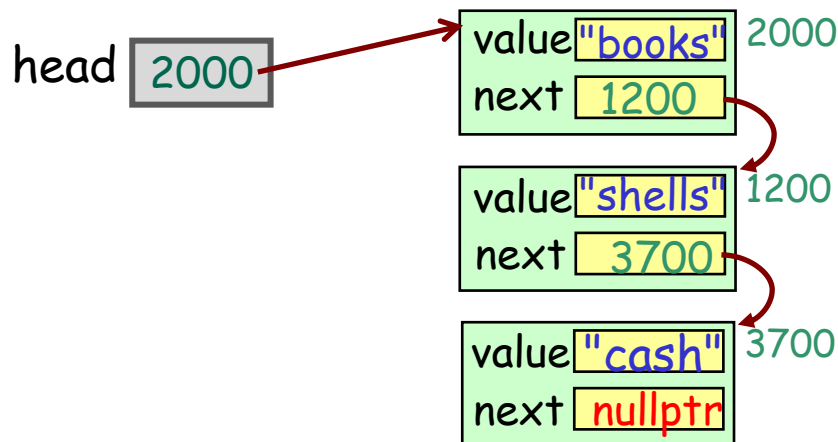 head 2000
value "books" 2000
next 1200
value "shells" 1200
next 3700
value "cash" 3700
next nullptr